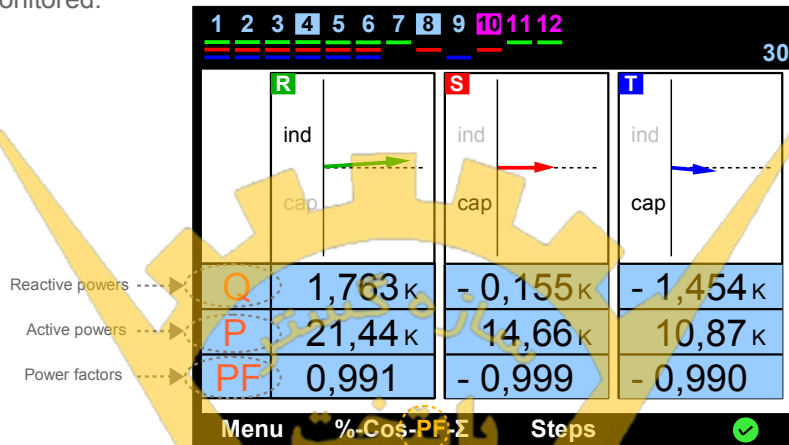 onitored:
1 2 3 4 5 6 7 8 9 10 11 12
30
R S T
ind ind ind
cap cap cap
Reactive powers Q 1,763 K - 0,155 K - 1,454 K
Active powers P 21,44 K 14,66 K 10,87 K
Power factors PF 0,991 - 0,999 - 0,990
Menu %-Cos-PF-Σ Steps